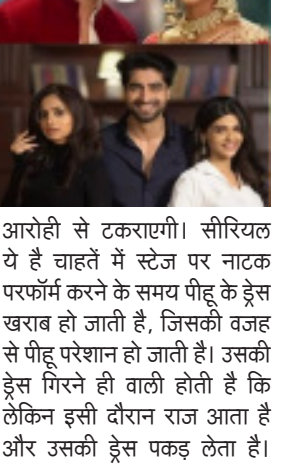 आरोही से टकराएगी। सीरियल
ये है चाहतें में स्टेज पर नाटक
परफॉर्म करने के समय पीहू के ड्रेस
खराब हो जाती है, जिसकी वजह
से पीहू परेशान हो जाती है। उसकी
ड्रेस गिरने ही वाली होती है कि
लेकिन इसी दौरान राज आता है
और उसकी ड्रेस पकड़ लेता है।